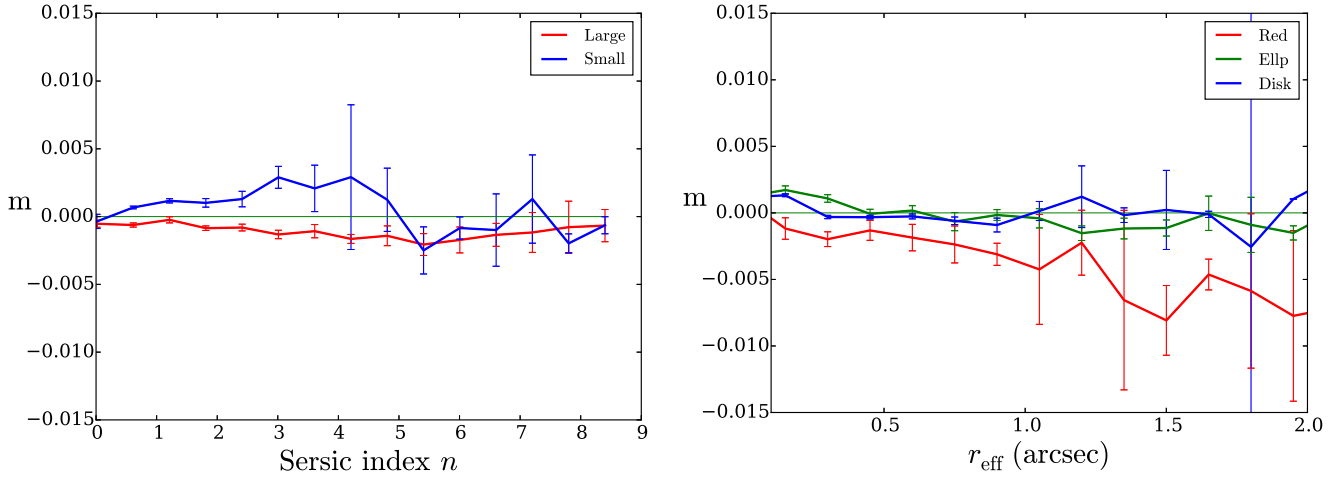 0.015
0.010
0.005
0.000
−0.005
−0.010
−0.015
m
0 1 2 3 4 5 6 7 8 9
Sersic index n
Large
Small
0.015
0.010
0.005
0.000
−0.005
−0.010
−0.015
m
0.5 1.0 1.5 2.0
r_eff (arcsec)
Red
Ellp
Disk